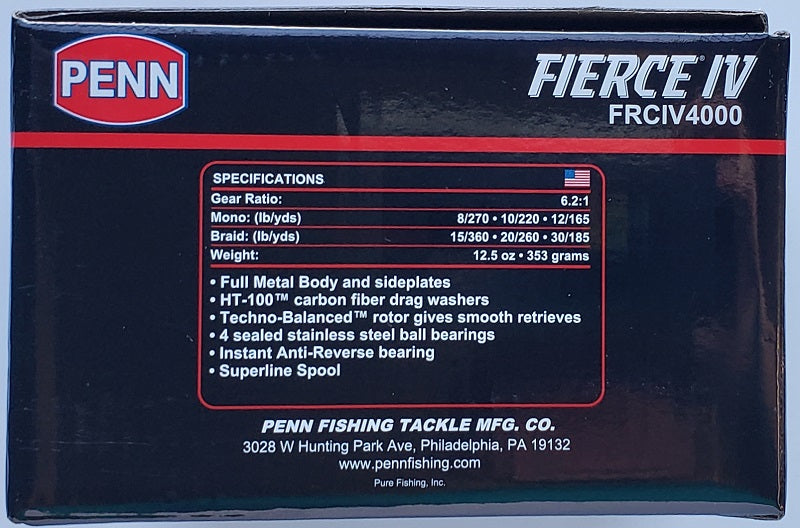 PENN
FIERCE® IV
FRCIV4000
SPECIFICATIONS
Gear Ratio: 6.2:1
Mono: (lb/yds) 8/270 • 10/220 • 12/165
Braid: (lb/yds) 15/360 • 20/260 • 30/185
Weight: 12.5 oz • 353 grams
• Full Metal Body and sideplates
• HT-100™ carbon fiber drag washers
• Techno-Balanced™ rotor gives smooth retrieves
• 4 sealed stainless steel ball bearings
• Instant Anti-Reverse bearing
• Superline Spool
PENN FISHING TACKLE MFG. CO.
3028 W Hunting Park Ave, Philadelphia, PA 19132
www.pennfishing.com
Pure Fishing, Inc.